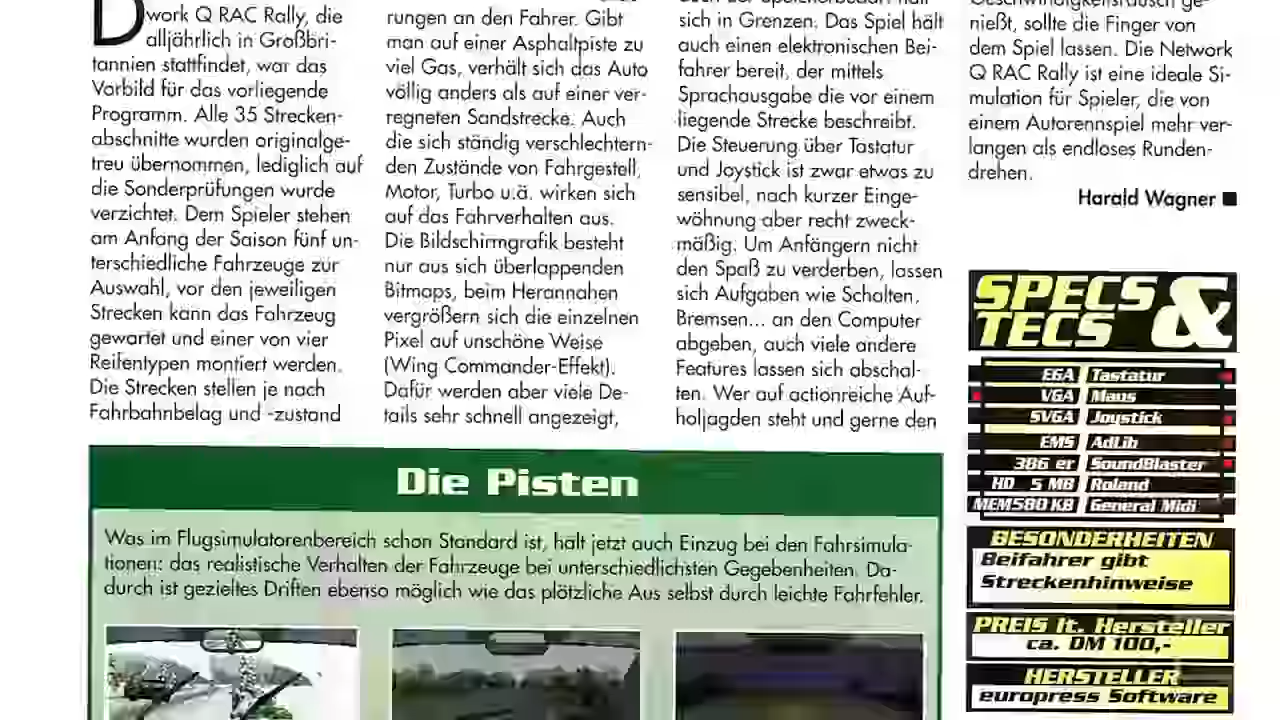 D
work Q RAC Rally, die
alljährlich in Großbri-
tannien stattfindet, war das
Vorbild für das vorliegende
Programm. Alle 35 Strecken-
abschnitte wurden originalge-
treu übernommen, lediglich auf
die Sonderprüfungen wurde
verzichtet. Dem Spieler stehen
am Anfang der Saison fünf un-
terschiedliche Fahrzeuge zur
Auswahl, vor den jeweiligen
Strecken kann das Fahrzeug
gewartet und einer von vier
Reifentypen montiert werden.
Die Strecken stellen je nach
Fahrbahnbelag und -zustand
rungen an den Fahrer. Gibt
man auf einer Asphaltpiste zu
viel Gas, verhält sich das Auto
völlig anders als auf einer ver-
regneten Sandstrecke. Auch
die sich ständig verschlechtern-
den Zustände von Fahrgestell,
Motor, Turbo u.ä. wirken sich
auf das Fahrverhalten aus.
Die Bildschirmgrafik besteht
nur aus sich überlappenden
Bitmaps, beim Herannahen
vergrößern sich die einzelnen
Pixel auf unschöne Weise
(Wing Commander-Effekt).
Dafür werden aber viele De-
tails sehr schnell angezeigt,
sich in Grenzen. Das Spiel hält
auch einen elektronischen Bei-
fahrer bereit, der mittels
Sprachausgabe die vor einem
liegende Strecke beschreibt.
Die Steuerung über Tastatur
und Joystick ist zwar etwas zu
sensibel, nach kurzer Einge-
wöhnung aber recht zweck-
mäßig. Um Anfängern nicht
den Spaß zu verderben, lassen
sich Aufgaben wie Schalten,
Bremsen... an den Computer
abgeben, auch viele andere
Features lassen sich abschal-
ten. Wer auf actionreiche Auf-
holjagden steht und gerne den
Geschwindigkeitsrausch ge-
nießt, sollte die Finger von
dem Spiel lassen. Die Network
Q RAC Rally ist eine ideale Si-
mulation für Spieler, die von
einem Autorennspiel mehr ver-
langen als endloses Runden-
drehen.
Harald Wagner ■
SPECS &
TECS
EGA Tastatur
VGA Maus
SVGA Joystick
EMS AdLib
386 er SoundBlaster
HD 5 MB Roland
MEM 580 KB General Midi
BESONDERHEITEN
Beifahrer gibt
Streckenhinweise
PREIS lt. Hersteller
ca. DM 100,-
HERSTELLER
europress Software
Die Pisten
Was im Flugsimulatorenbereich schon Standard ist, hält jetzt auch Einzug bei den Fahrsimula-
tionen: das realistische Verhalten der Fahrzeuge bei unterschiedlichsten Gegebenheiten. Da-
durch ist gezieltes Driften ebenso möglich wie das plötzliche Aus selbst durch leichte Fahrfehler.